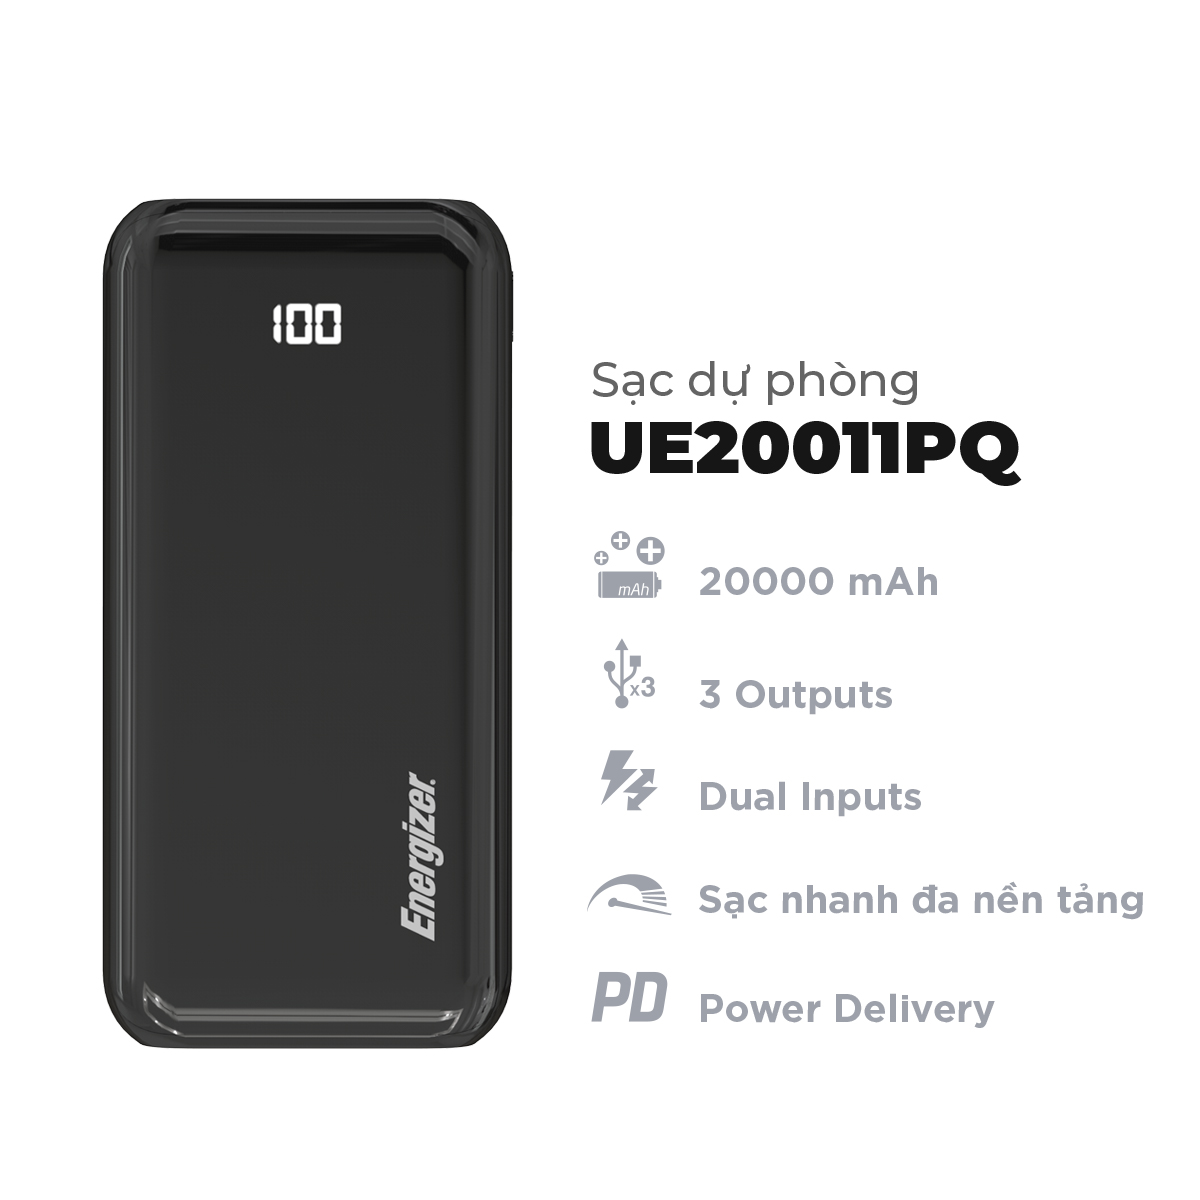 100
Energizer.
Sạc dự phòng
UE20011PQ
mAh
20000 mAh
x3
3 Outputs
Dual Inputs
Sạc nhanh đa nền tảng
PD
Power Delivery